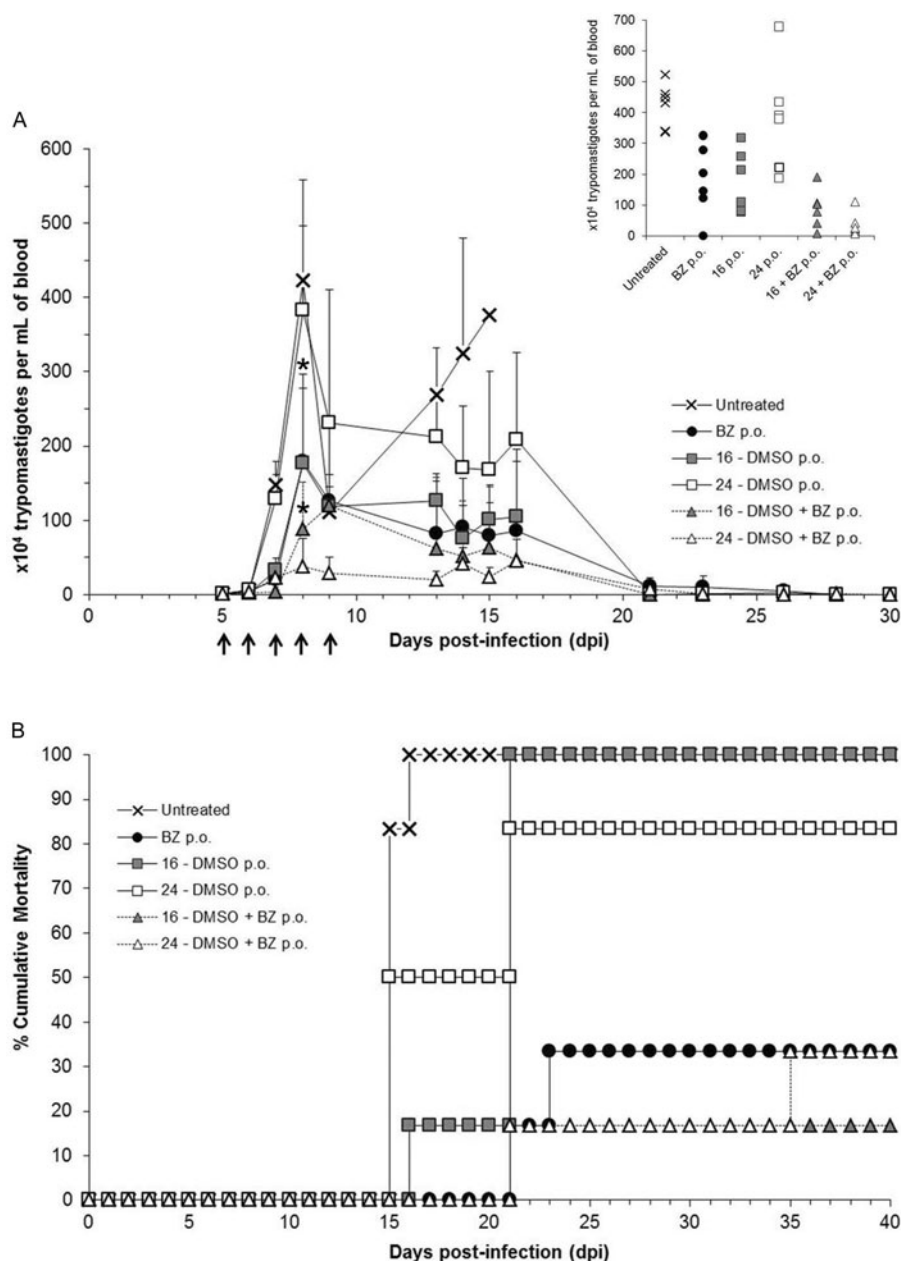 700
600
500
400
300
200
100
0
x10⁴ trypomastigotes per mL of blood
Untreated
BZ p.o.
16 p.o.
24 p.o.
16 + BZ p.o.
24 + BZ p.o.
A
600
500
400
300
200
100
0
x10⁴ trypomastigotes per mL of blood
*
*
Untreated
BZ p.o.
16 - DMSO p.o.
24 - DMSO p.o.
16 - DMSO + BZ p.o.
24 - DMSO + BZ p.o.
0 5 10 15 20 25 30
Days post-infection (dpi)
B
100
90
80
70
60
50
40
30
20
10
0
% Cumulative Mortality
Untreated
BZ p.o.
16 - DMSO p.o.
24 - DMSO p.o.
16 - DMSO + BZ p.o.
24 - DMSO + BZ p.o.
0 5 10 15 20 25 30 35 40
Days post-infection (dpi)